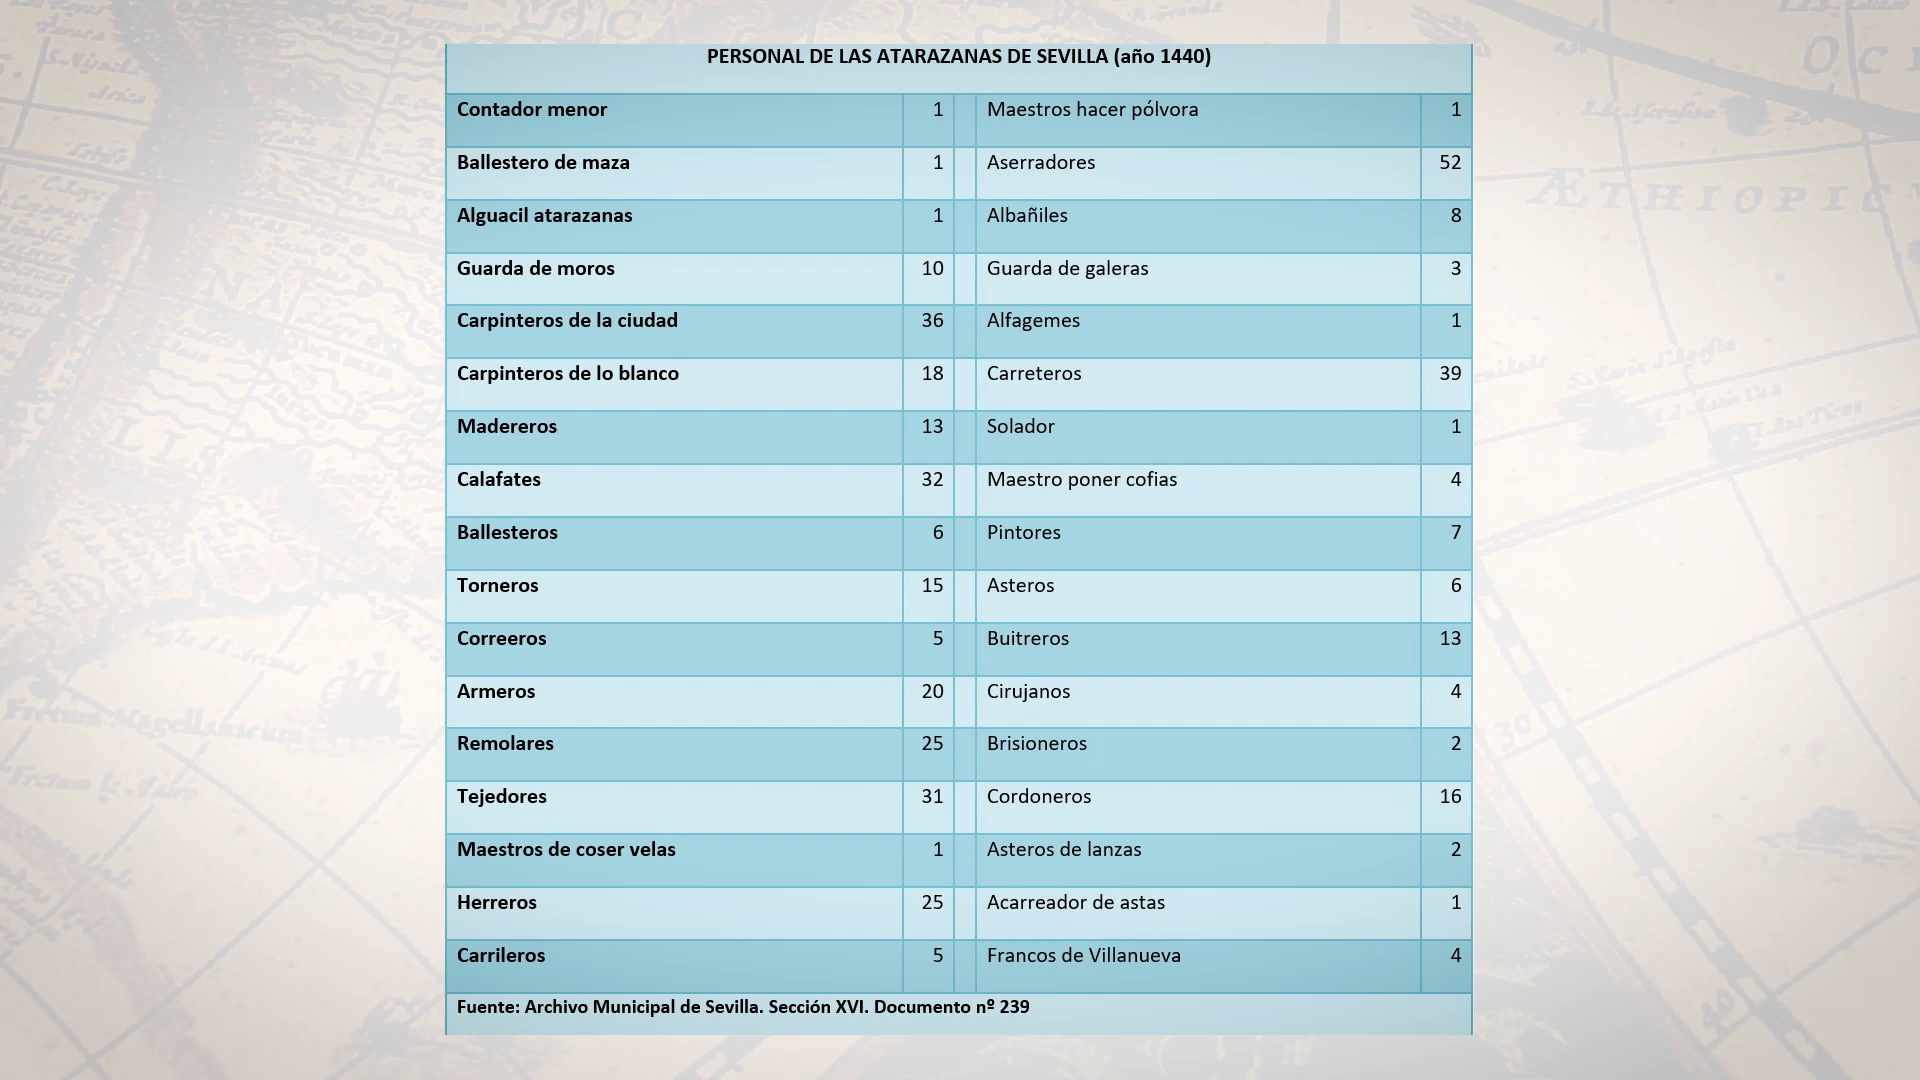 PERSONAL DE LAS ATARAZANAS DE SEVILLA (año 1440)
Contador menor 1 Maestros hacer pólvora 1
Ballestero de maza 1 Aserradores 52
Alguacil atarazanas 1 Albañiles 8
Guarda de moros 10 Guarda de galeras 3
Carpinteros de la ciudad 36 Alfagemes 1
Carpinteros de lo blanco 18 Carreteros 39
Madereros 13 Solador 1
Calafates 32 Maestro poner cofias 4
Ballesteros 6 Pintores 7
Torneros 15 Asteros 6
Correeros 5 Buitreros 13
Armeros 20 Cirujanos 4
Remolares 25 Brisioneros 2
Tejedores 31 Cordoneros 16
Maestros de coser velas 1 Asteros de lanzas 2
Herreros 25 Acarreador de astas 1
Carrileros 5 Francos de Villanueva 4
Fuente: Archivo Municipal de Sevilla. Sección XVI. Documento nº 239
ÆTHIOPIC
Fretum Magellanicum
30
40